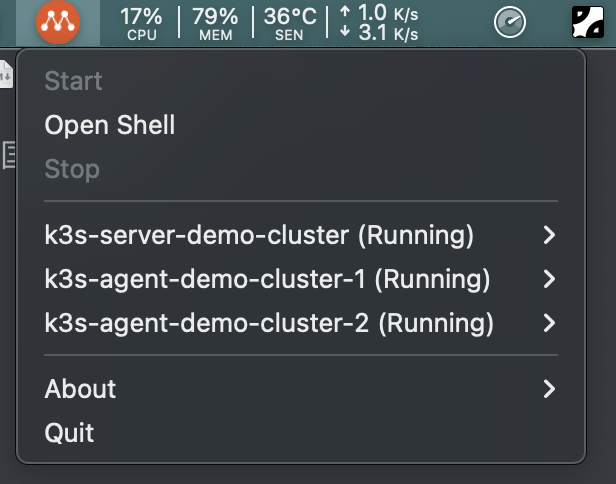 17% 79% 36°C ↑ 1.0 K/s
CPU MEM SEN ↓ 3.1 K/s
Start
Open Shell
Stop
k3s-server-demo-cluster (Running)
k3s-agent-demo-cluster-1 (Running)
k3s-agent-demo-cluster-2 (Running)
About
Quit